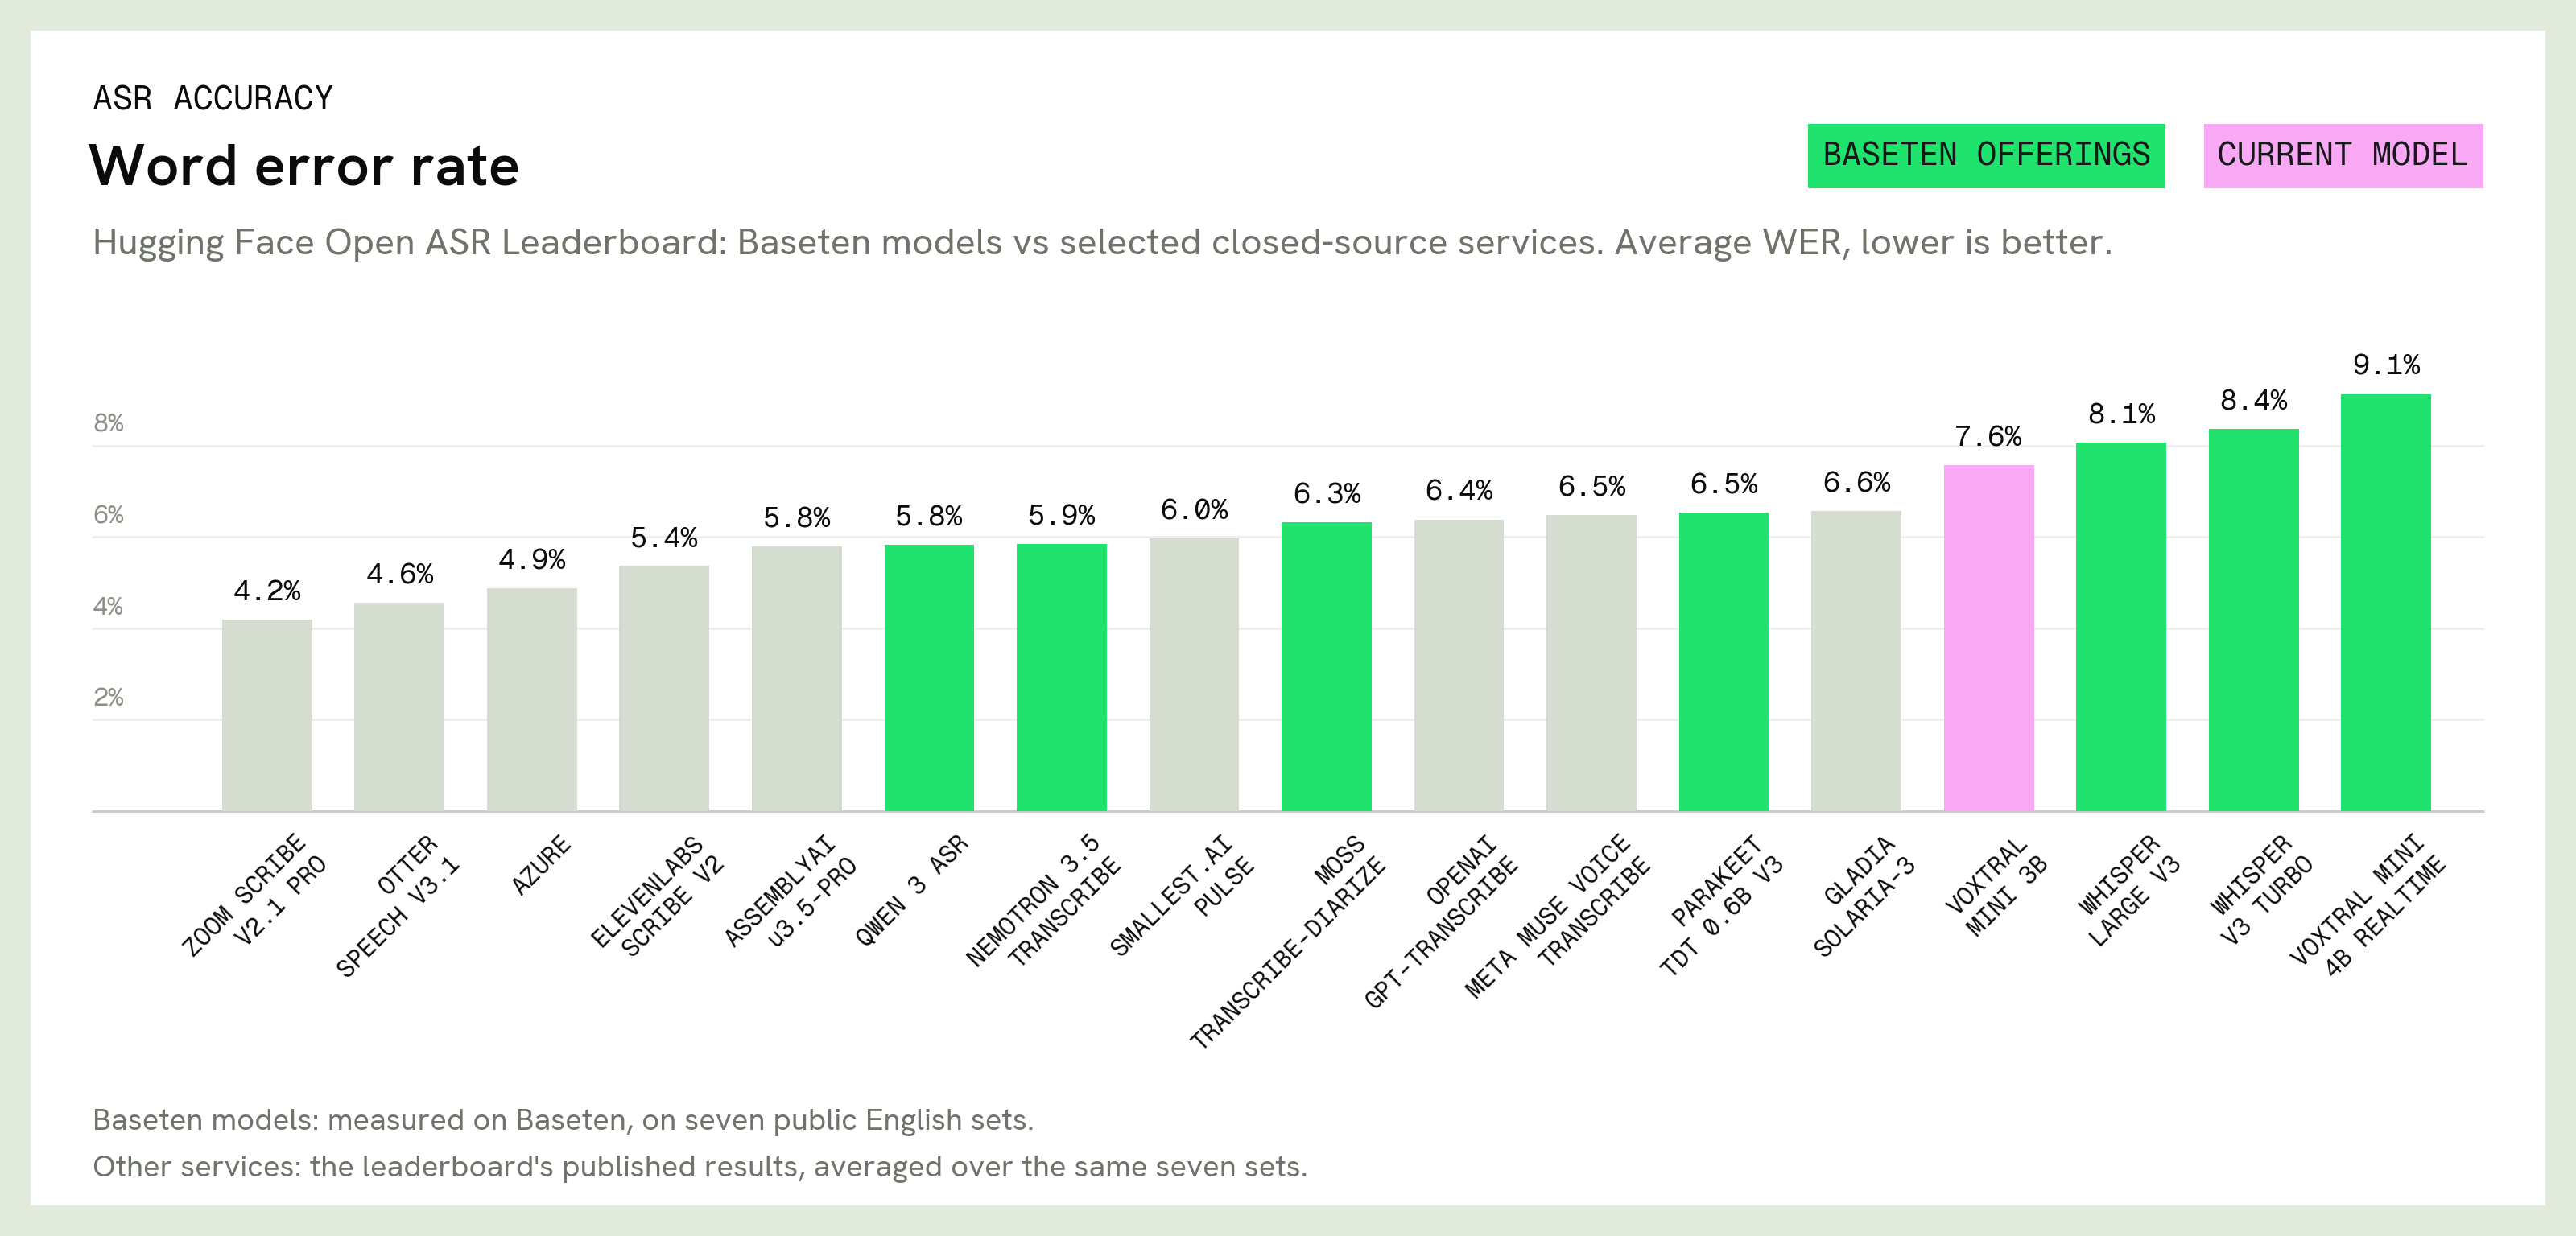 ASR ACCURACY
Word error rate
BASETEN OFFERINGS
CURRENT MODEL
Hugging Face Open ASR Leaderboard: Baseten models vs selected closed-source services. Average WER, lower is better.
8%
6%
4%
2%
4.2%
4.6%
4.9%
5.4%
5.8%
5.8%
5.9%
6.0%
6.3%
6.4%
6.5%
6.5%
6.6%
7.6%
8.1%
8.4%
9.1%
ZOOM SCRIBE
V2.1 PRO
OTTER
SPEECH V3.1
AZURE
ELEVENLABS
SCRIBE V2
ASSEMBLYAI
u3.5-PRO
QWEN 3 ASR
NEMOTRON 3.5
TRANSCRIBE
SMALLEST.AI
PULSE
MOSS
TRANSCRIBE-DIARIZE
OPENAI
GPT-TRANSCRIBE
META MUSE VOICE
TRANSCRIBE
PARAKEET
TDT 0.6B V3
GLADIA
SOLARIA-3
VOXTRAL
MINI 3B
WHISPER
LARGE V3
WHISPER
V3 TURBO
VOXTRAL MINI
4B REALTIME
Baseten models: measured on Baseten, on seven public English sets.
Other services: the leaderboard's published results, averaged over the same seven sets.